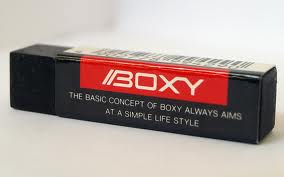 BOXY
THE BASIC CONCEPT OF BOXY ALWAYS AIMS
AT A SIMPLE LIFE STYLE